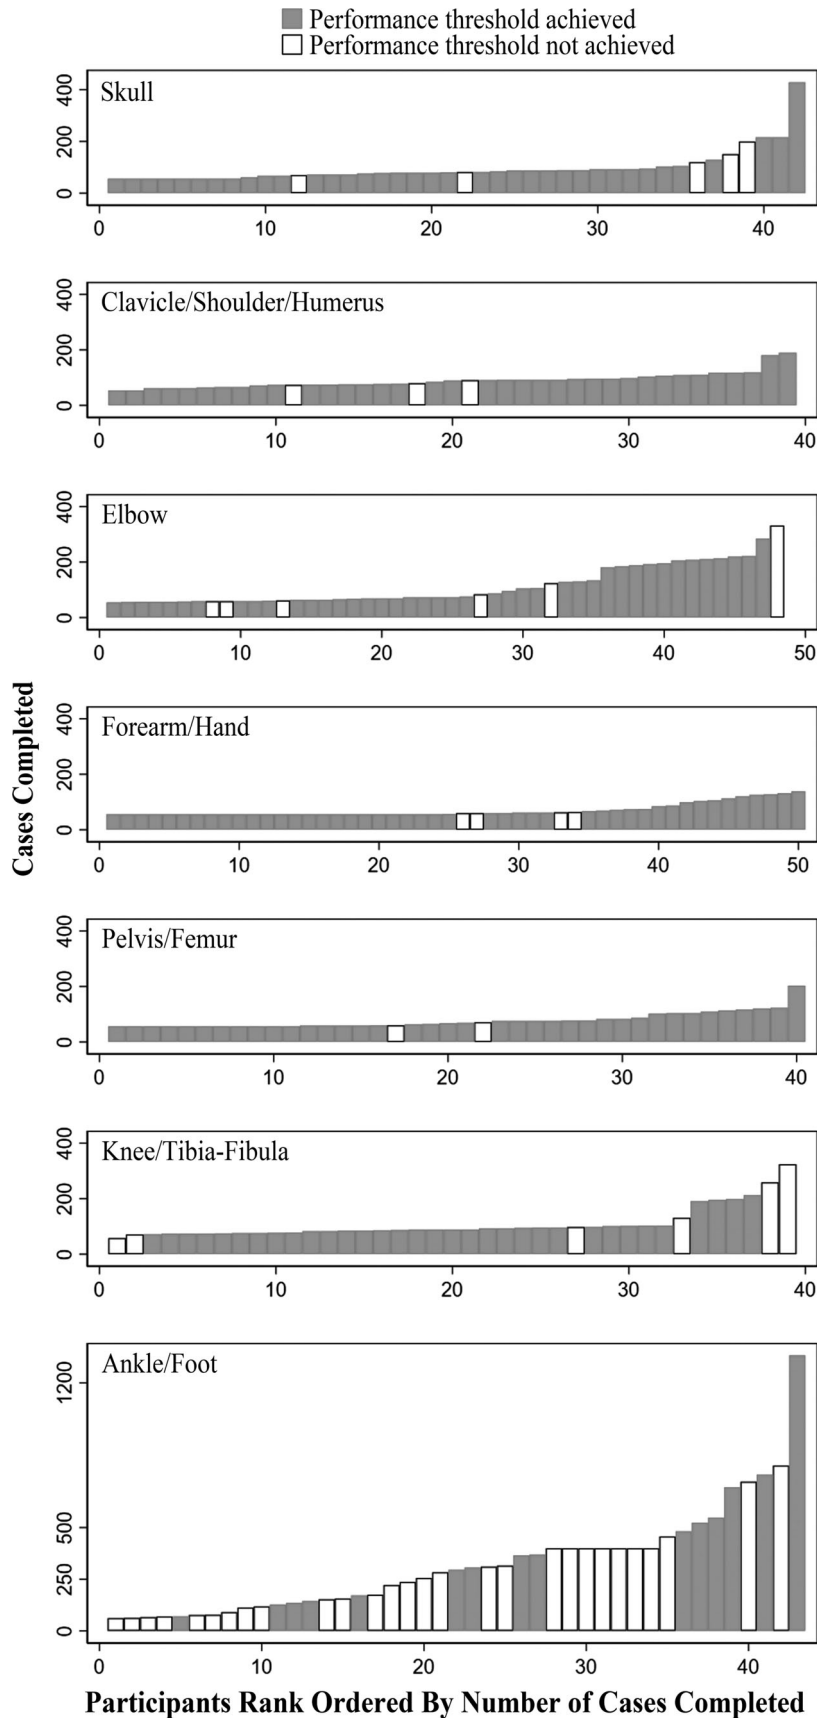 Performance threshold achieved
Performance threshold not achieved
Skull
400
200
0
0 10 20 30 40
Clavicle/Shoulder/Humerus
400
200
0
0 10 20 30 40
Elbow
400
200
0
0 10 20 30 40 50
Cases Completed
Forearm/Hand
400
200
0
0 10 20 30 40 50
Pelvis/Femur
400
200
0
0 10 20 30 40
Knee/Tibia-Fibula
400
200
0
0 10 20 30 40
Ankle/Foot
1200
500
250
0
0 10 20 30 40
Participants Rank Ordered By Number of Cases Completed